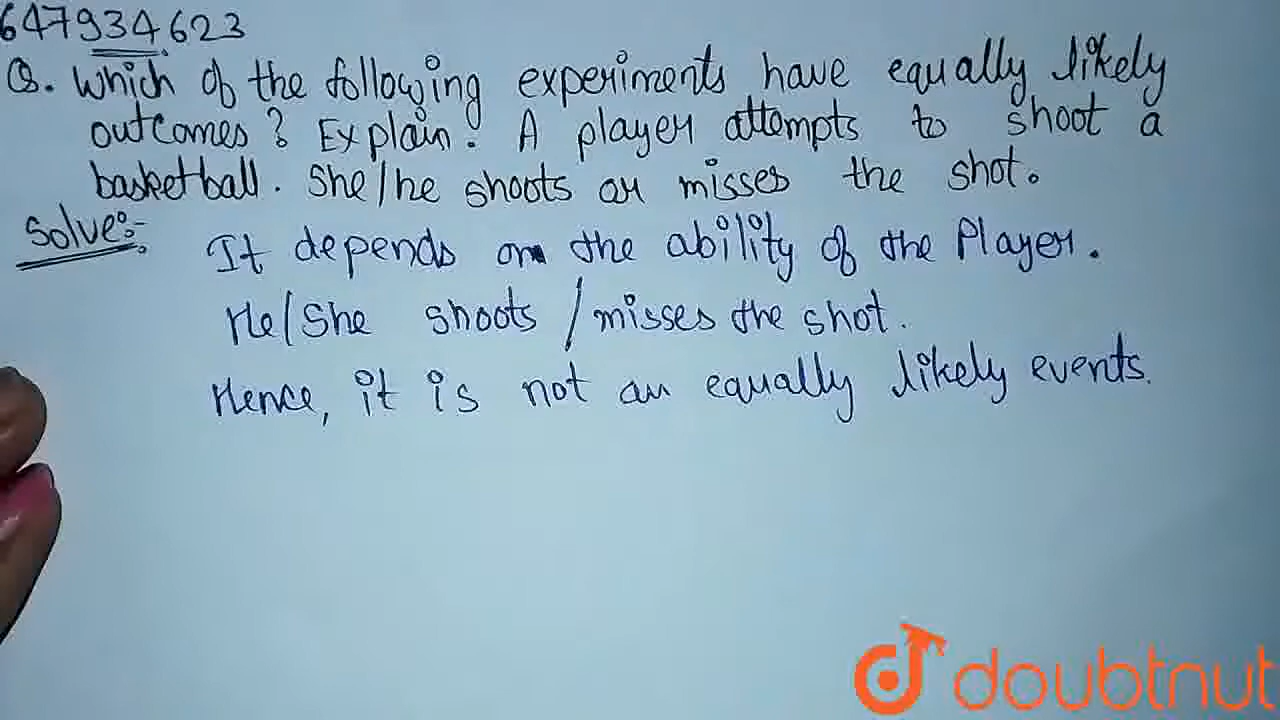 647934623
Q. Which of the following experiments have equally likely
outcomes? Explain. A player attempts to shoot a
basketball. She/he shoots or misses the shot.
Solve:-
It depends on the ability of the Player.
He/She shoots / misses the shot.
Hence, it is not an equally likely events.
doubtnut